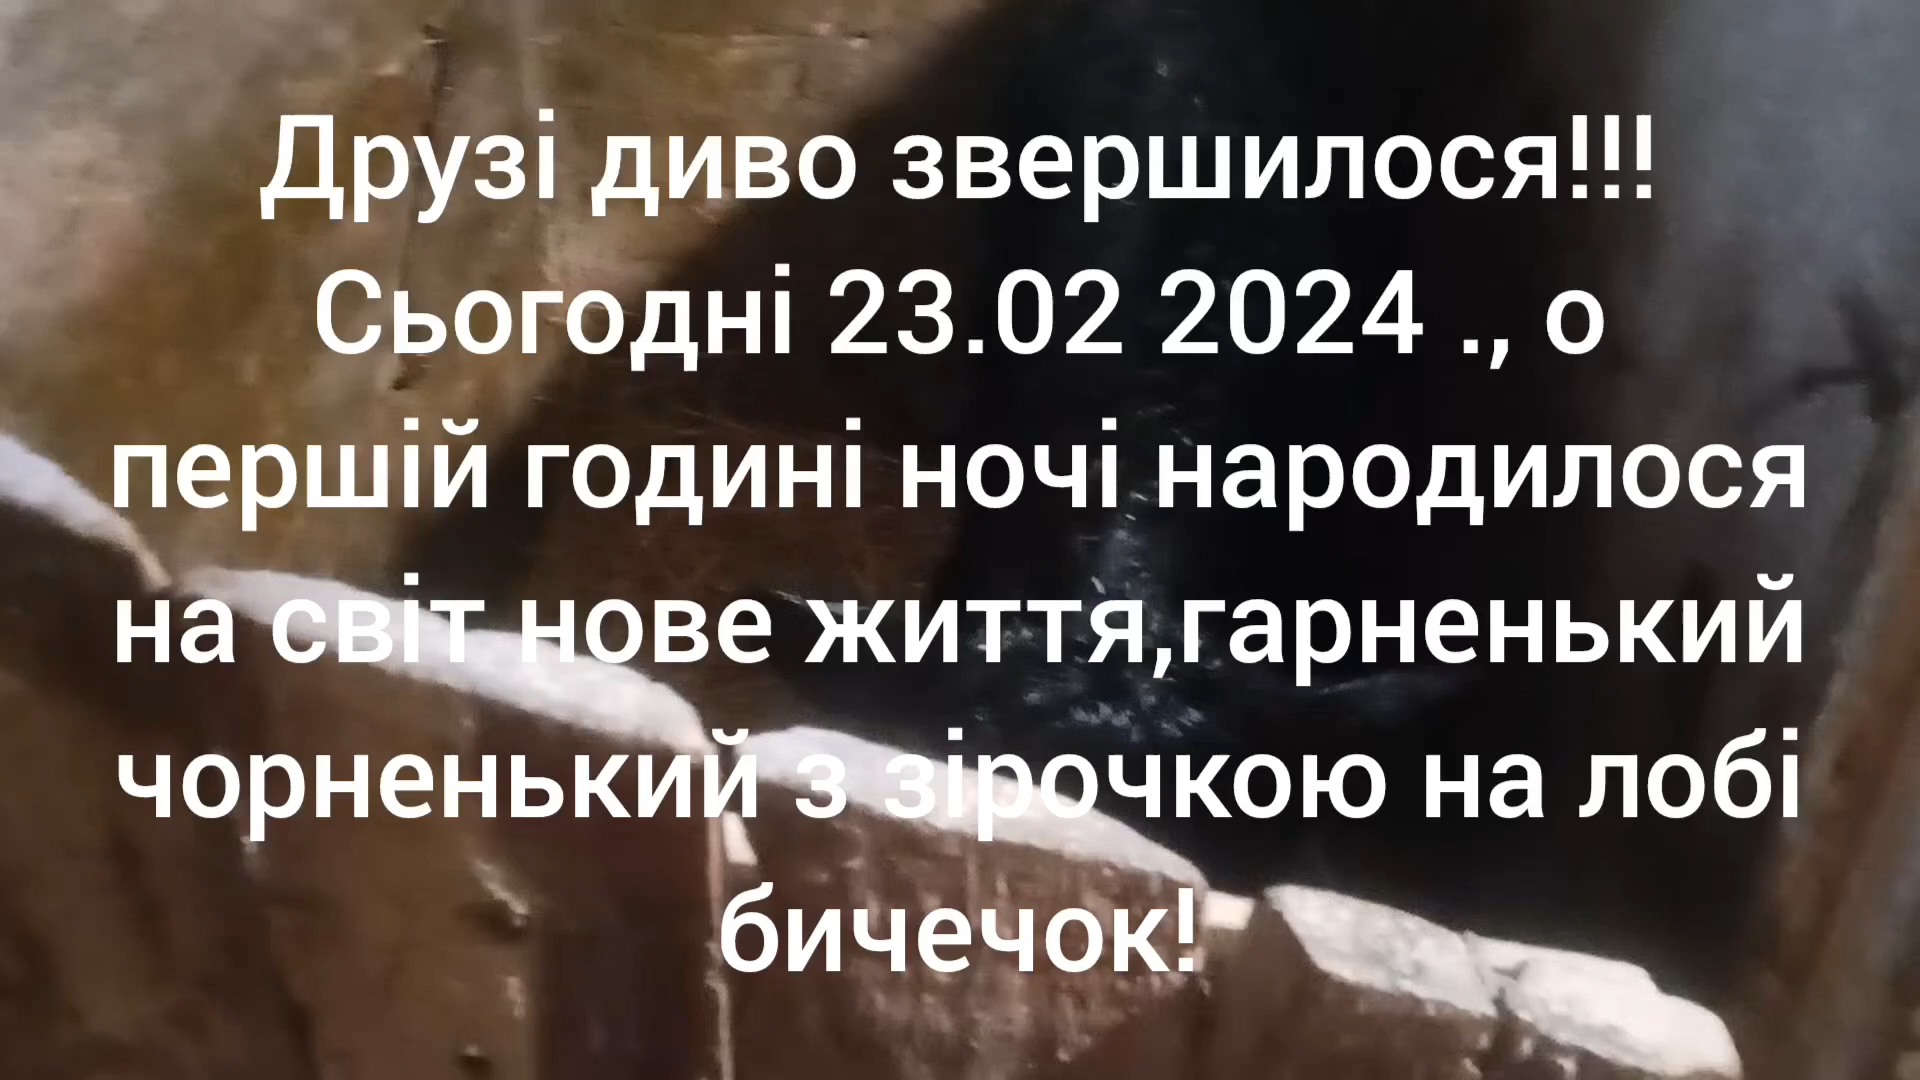 Друзі диво звершилося!!!
Сьогодні 23.02 2024 ., о
першій годині ночі народилося
на світ нове життя,гарненький
чорненький з зірочкою на лобі
бичечок!